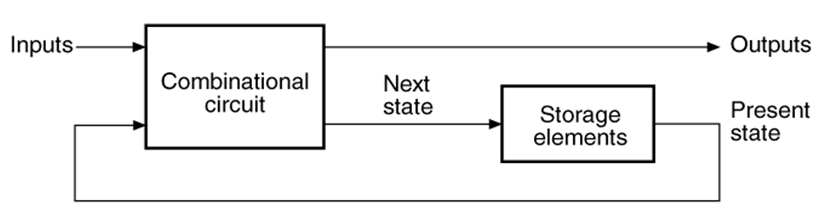 Inputs
Combinational
circuit
Outputs
Next
state
Storage
elements
Present
state